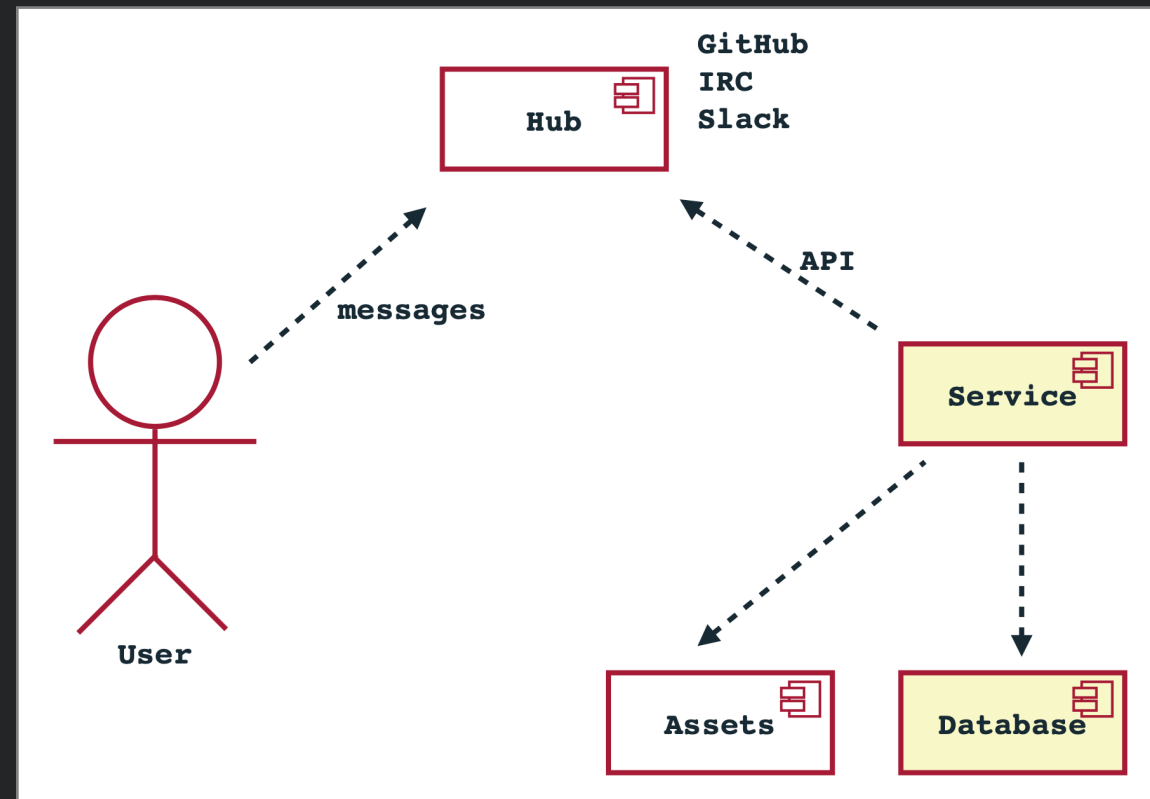 GitHub
IRC
Slack
Hub
API
messages
Service
User
Assets
Database